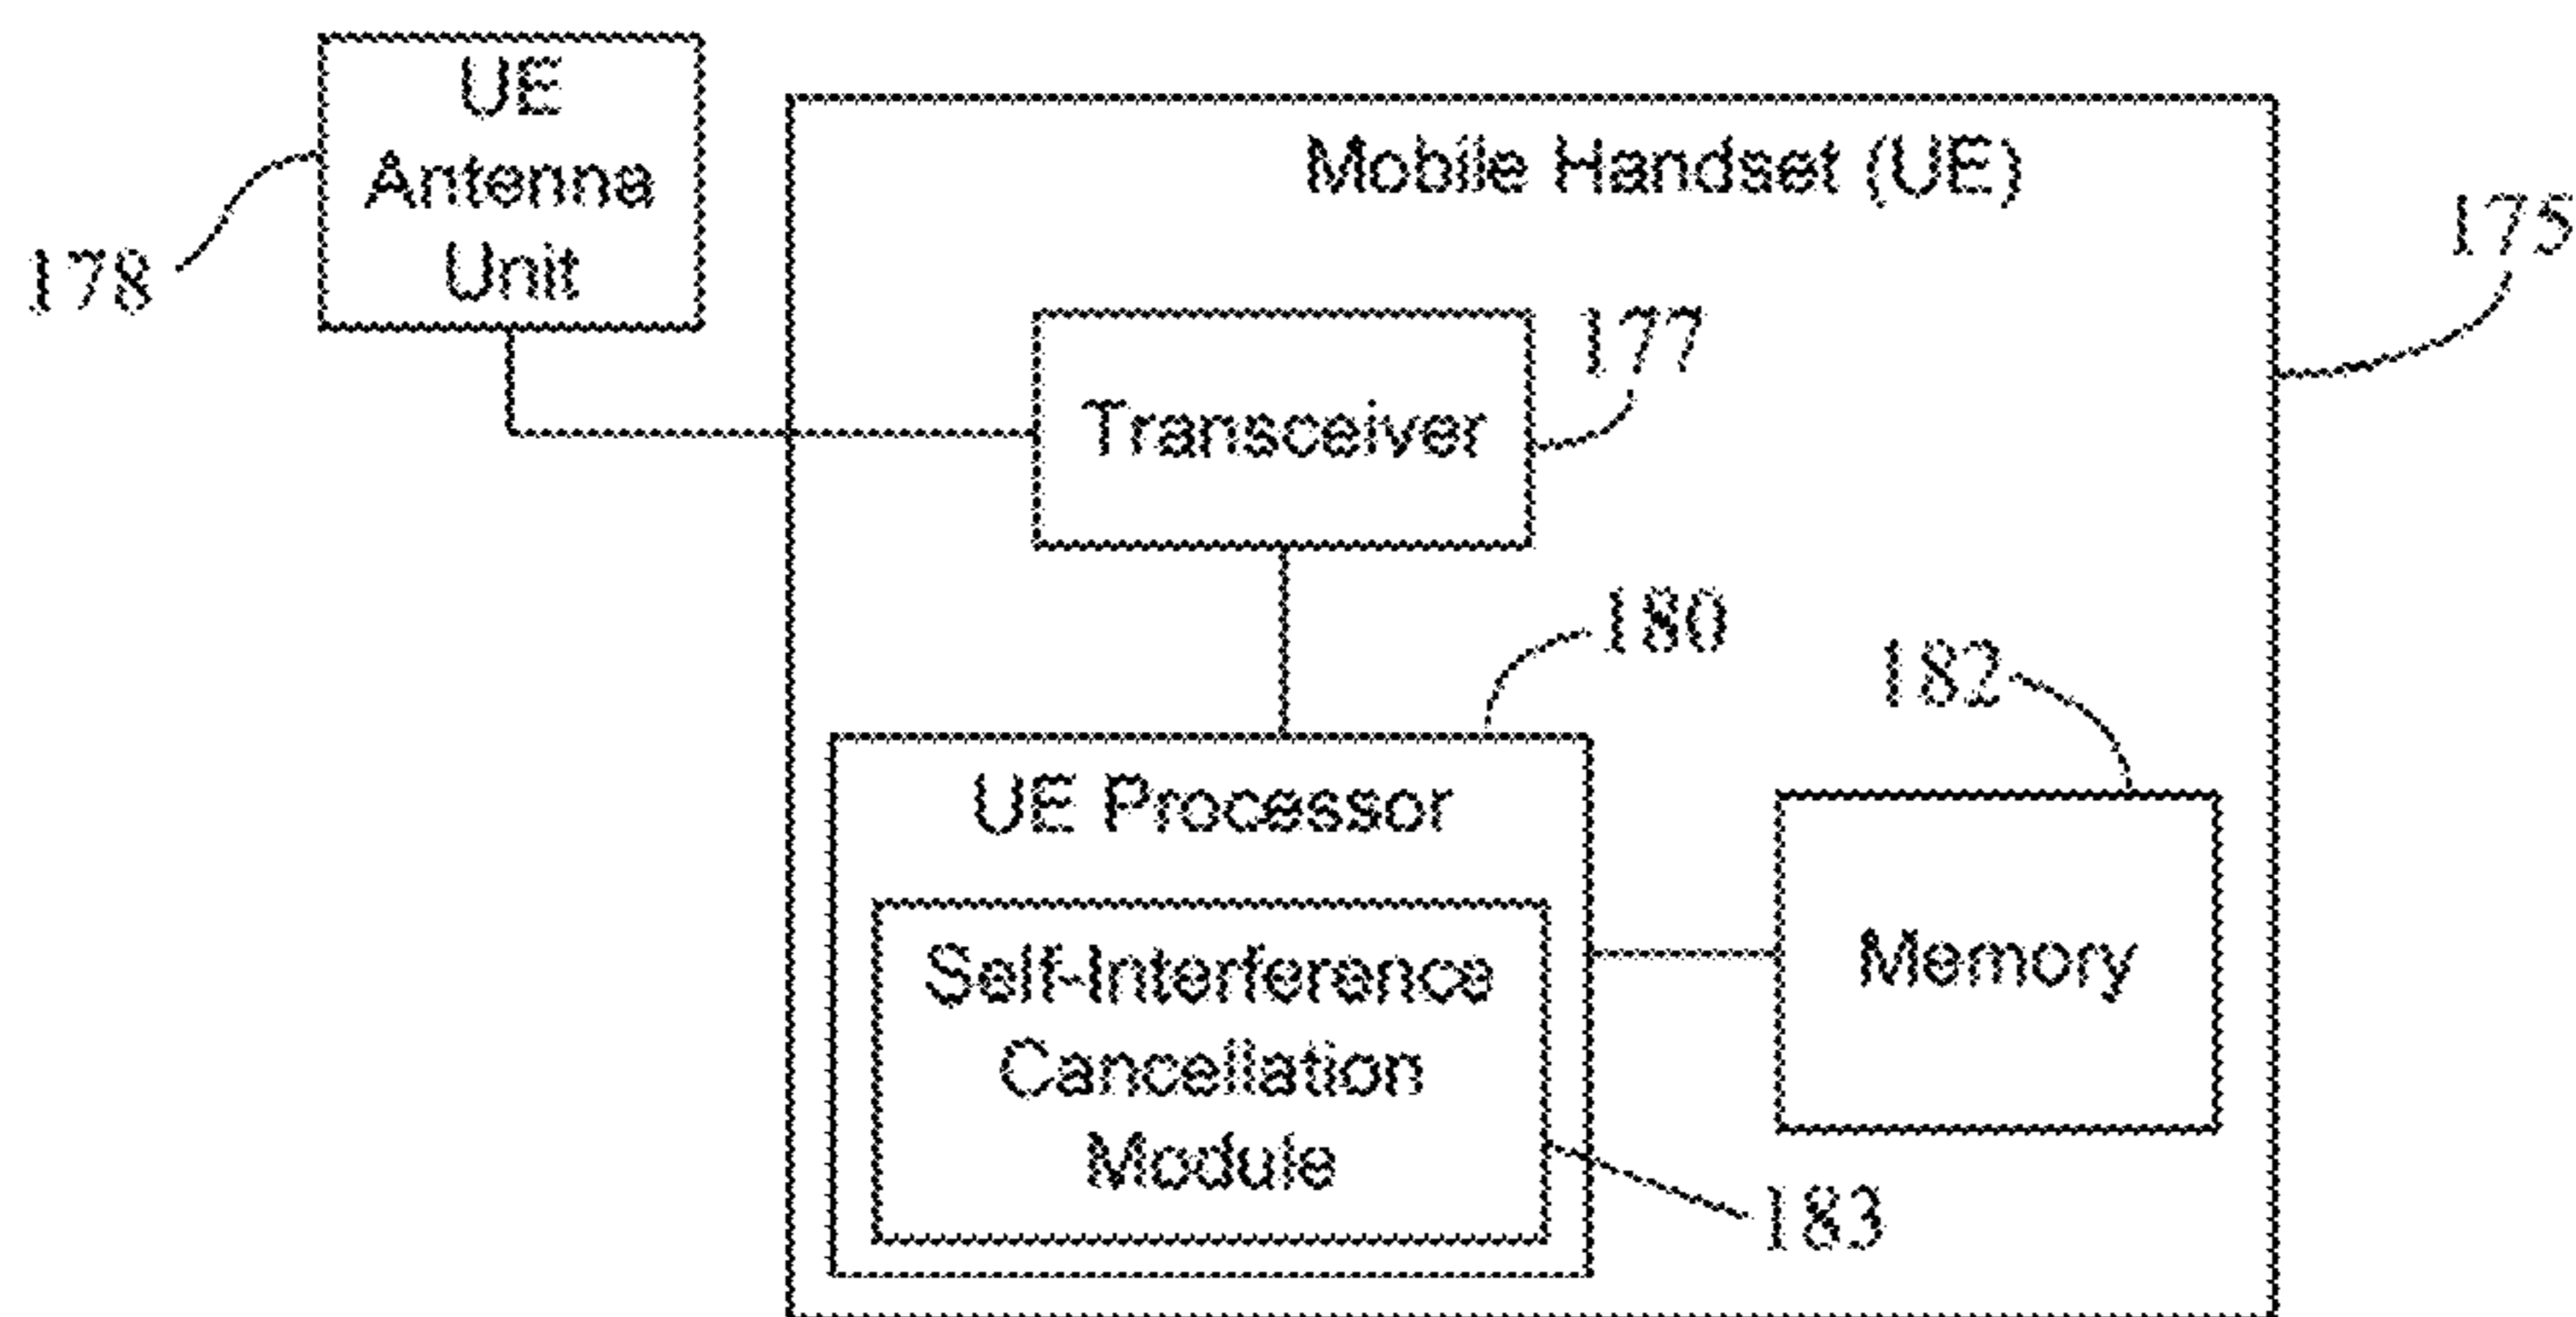 UE
Antenna
Unit
178
Mobile Handset (UE)
175
Transceiver
177
180
182
UE Processor
Self-Interference
Cancellation
Module
Memory
183